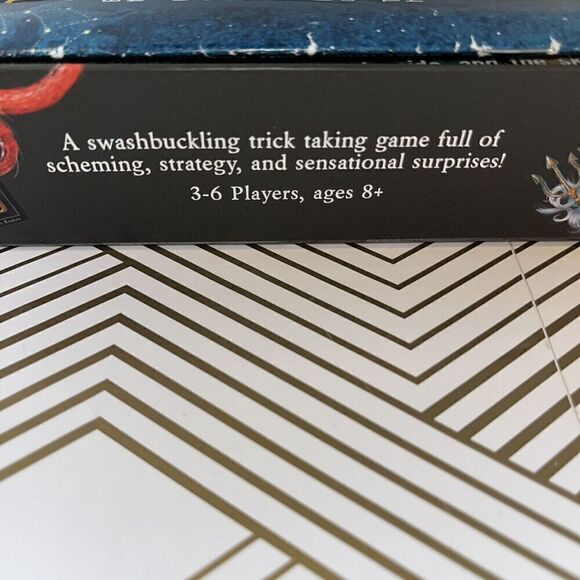 A swashbuckling trick taking game full of
scheming, strategy, and sensational surprises!
3-6 Players, ages 8+